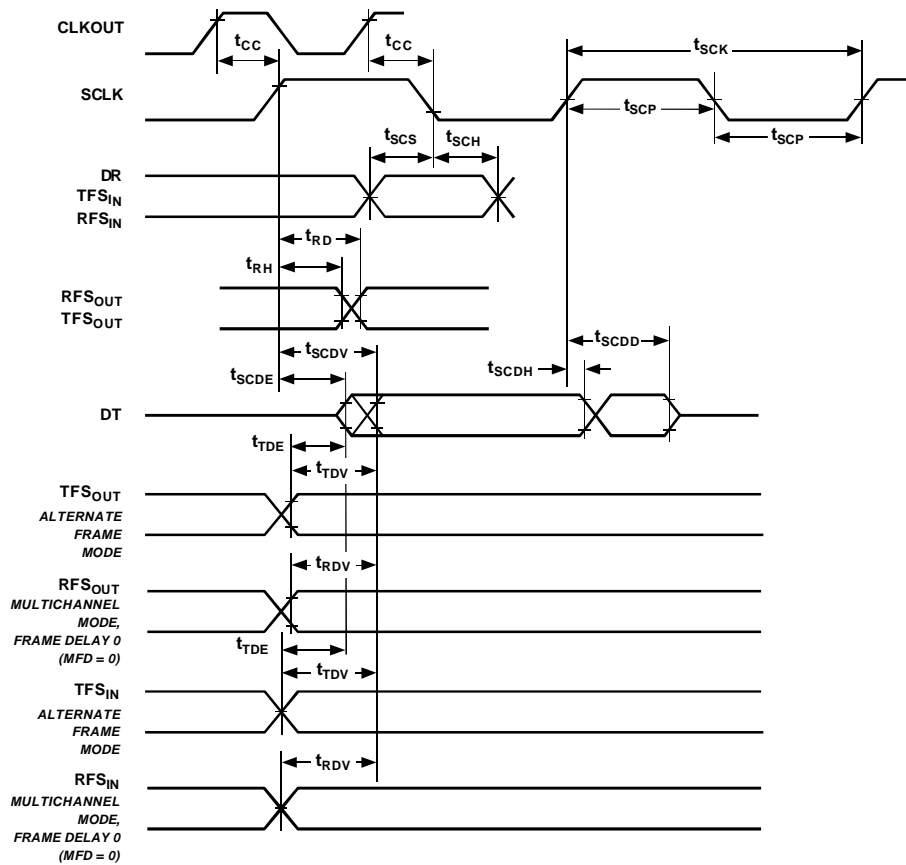 CLKOUT
tCC tCC tSCK
SCLK
tSCP
tSCP
tSCS tSCH
DR
TFSIN
RFSIN
tRD
tRH
RFSOUT
TFSOUT
tSCDV tSCDD
tSCDE tSCDH
DT
tTDE
tTDV
TFSOUT
ALTERNATE
FRAME
MODE
tRDV
RFSOUT
MULTICHANNEL
MODE,
FRAME DELAY 0
(MFD = 0)
tTDE
tTDV
TFSIN
ALTERNATE
FRAME
MODE
tRDV
RFSIN
MULTICHANNEL
MODE,
FRAME DELAY 0
(MFD = 0)